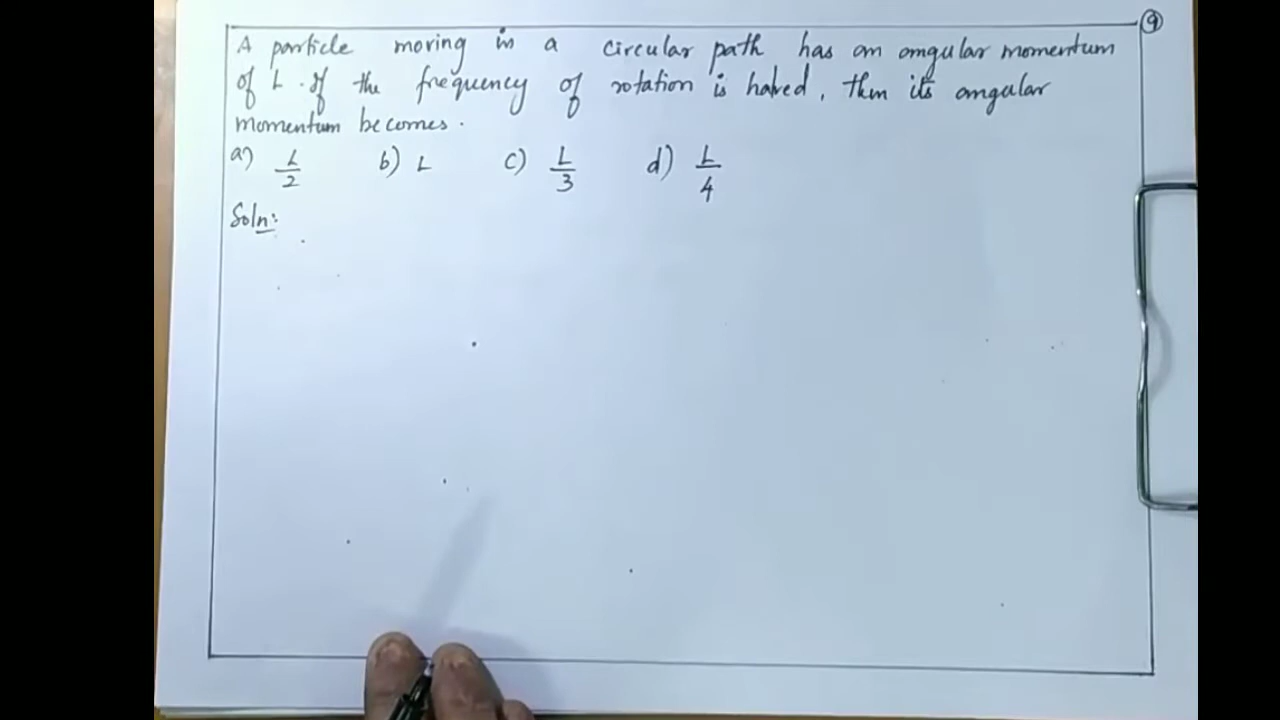 9
A particle moving in a circular path has an angular momentum
of L. If the frequency of rotation is halved, then its angular
momentum becomes.
a) L/2 b) L c) L/3 d) L/4
Soln: